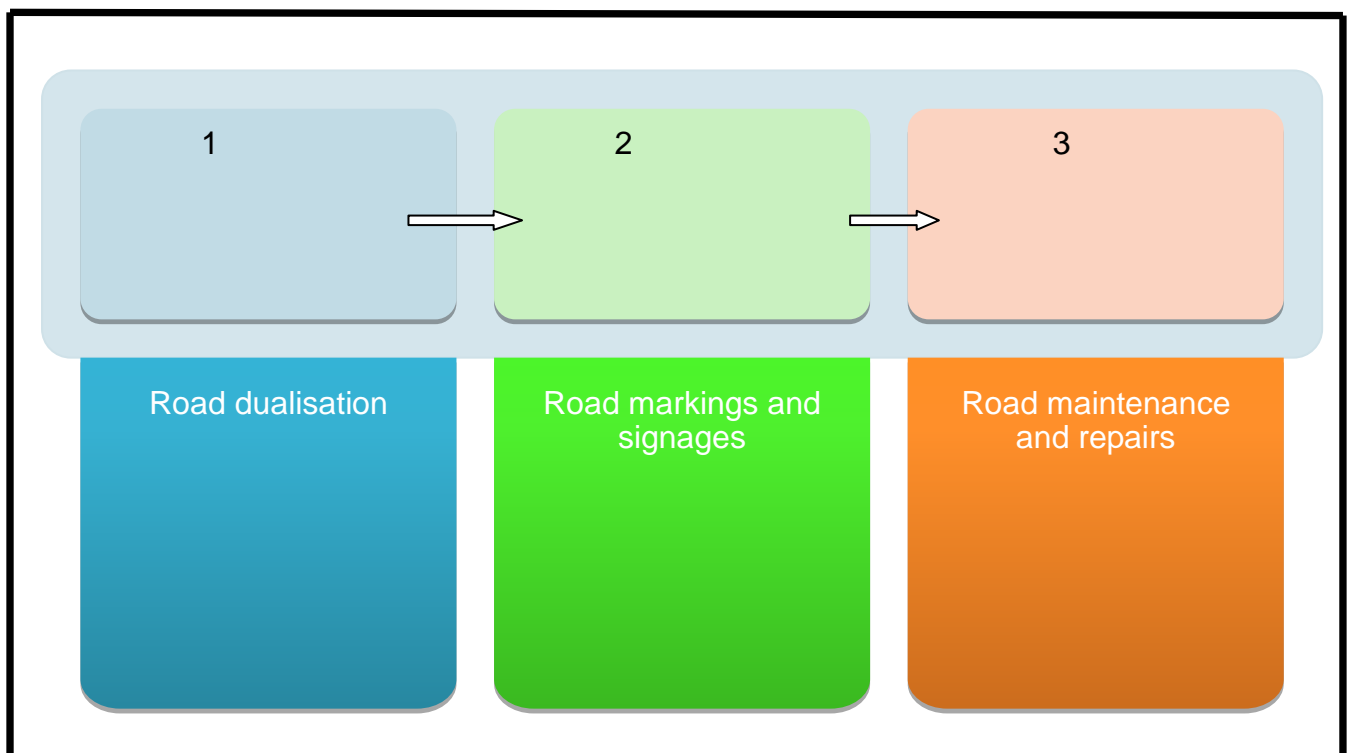 1
2
3
Road dualisation
Road markings and
signages
Road maintenance
and repairs